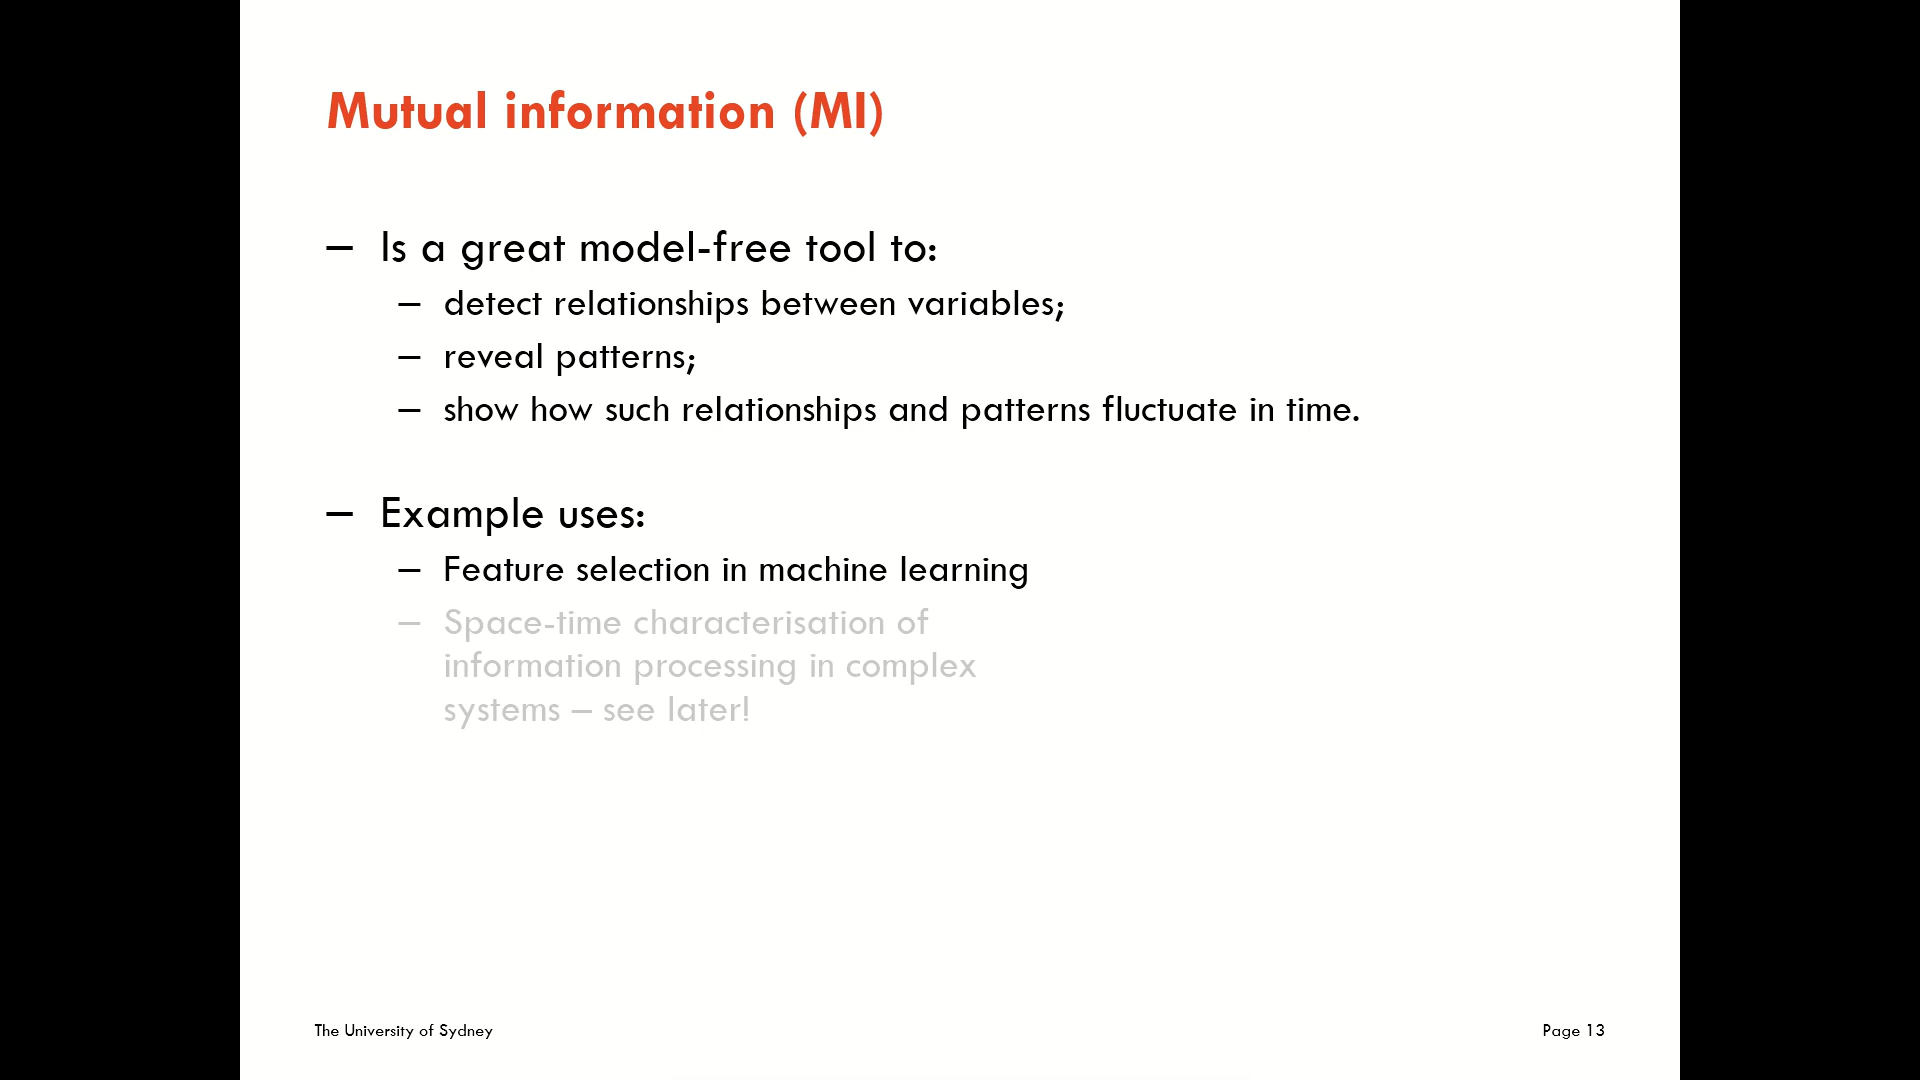 Mutual information (MI)
– Is a great model-free tool to:
– detect relationships between variables;
– reveal patterns;
– show how such relationships and patterns fluctuate in time.
– Example uses:
– Feature selection in machine learning
– Space-time characterisation of
information processing in complex
systems – see later!
The University of Sydney
Page 13